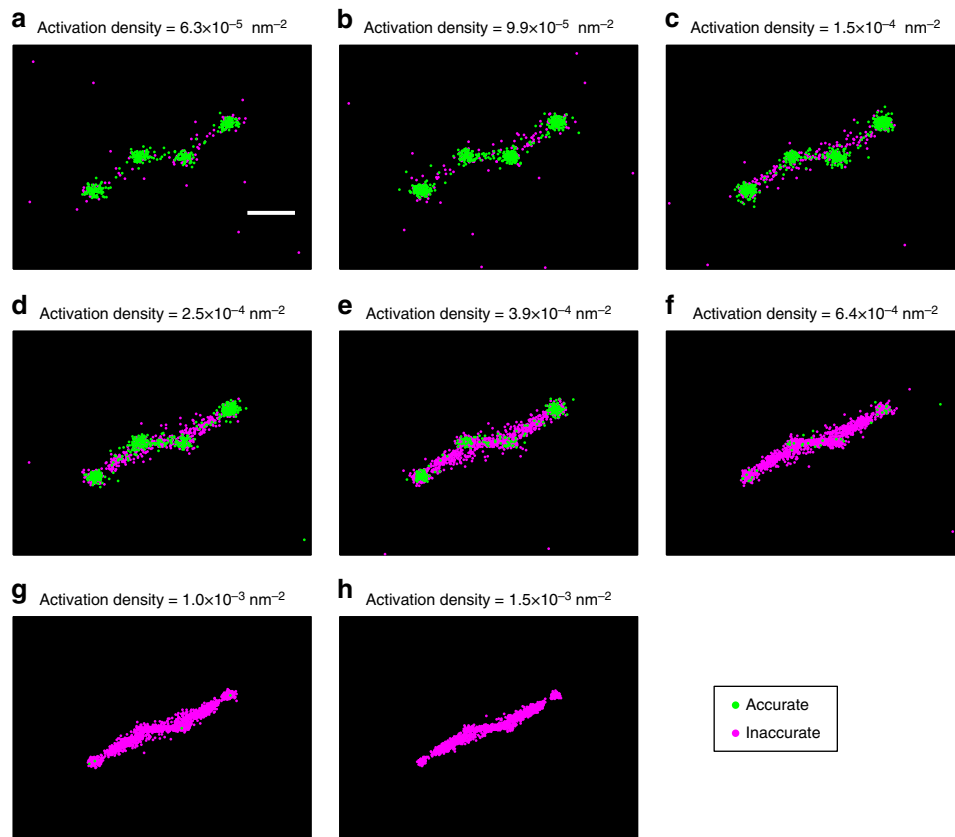 a Activation density = 6.3×10⁻⁵ nm⁻²
b Activation density = 9.9×10⁻⁵ nm⁻²
c Activation density = 1.5×10⁻⁴ nm⁻²
d Activation density = 2.5×10⁻⁴ nm⁻²
e Activation density = 3.9×10⁻⁴ nm⁻²
f Activation density = 6.4×10⁻⁴ nm⁻²
g Activation density = 1.0×10⁻³ nm⁻²
h Activation density = 1.5×10⁻³ nm⁻²
Accurate
Inaccurate